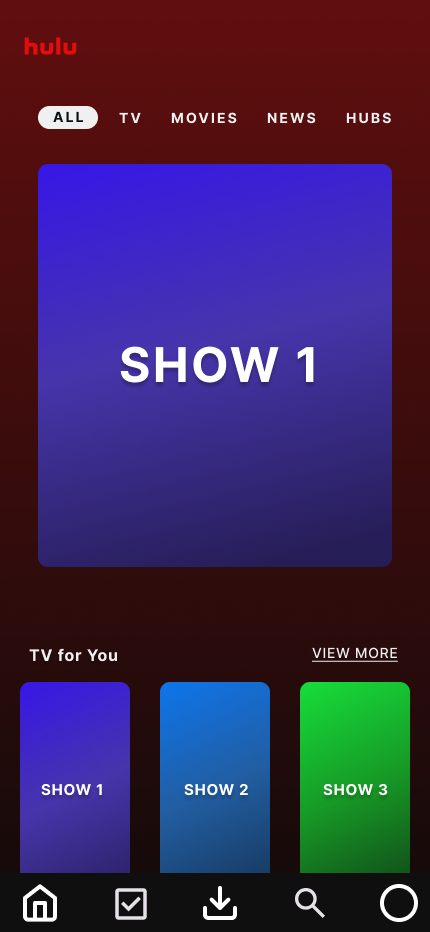 hulu
ALL TV MOVIES NEWS HUBS
SHOW 1
TV for You VIEW MORE
SHOW 1 SHOW 2 SHOW 3